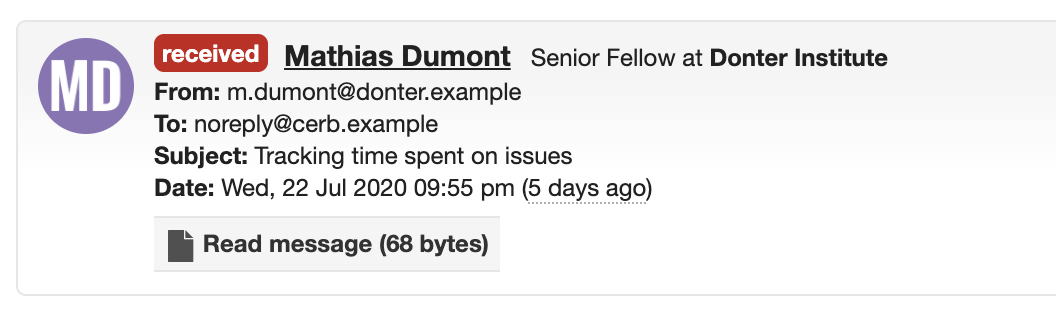 MD
received Mathias Dumont Senior Fellow at Donter Institute
From: m.dumont@donter.example
To: noreply@cerb.example
Subject: Tracking time spent on issues
Date: Wed, 22 Jul 2020 09:55 pm (5 days ago)
Read message (68 bytes)